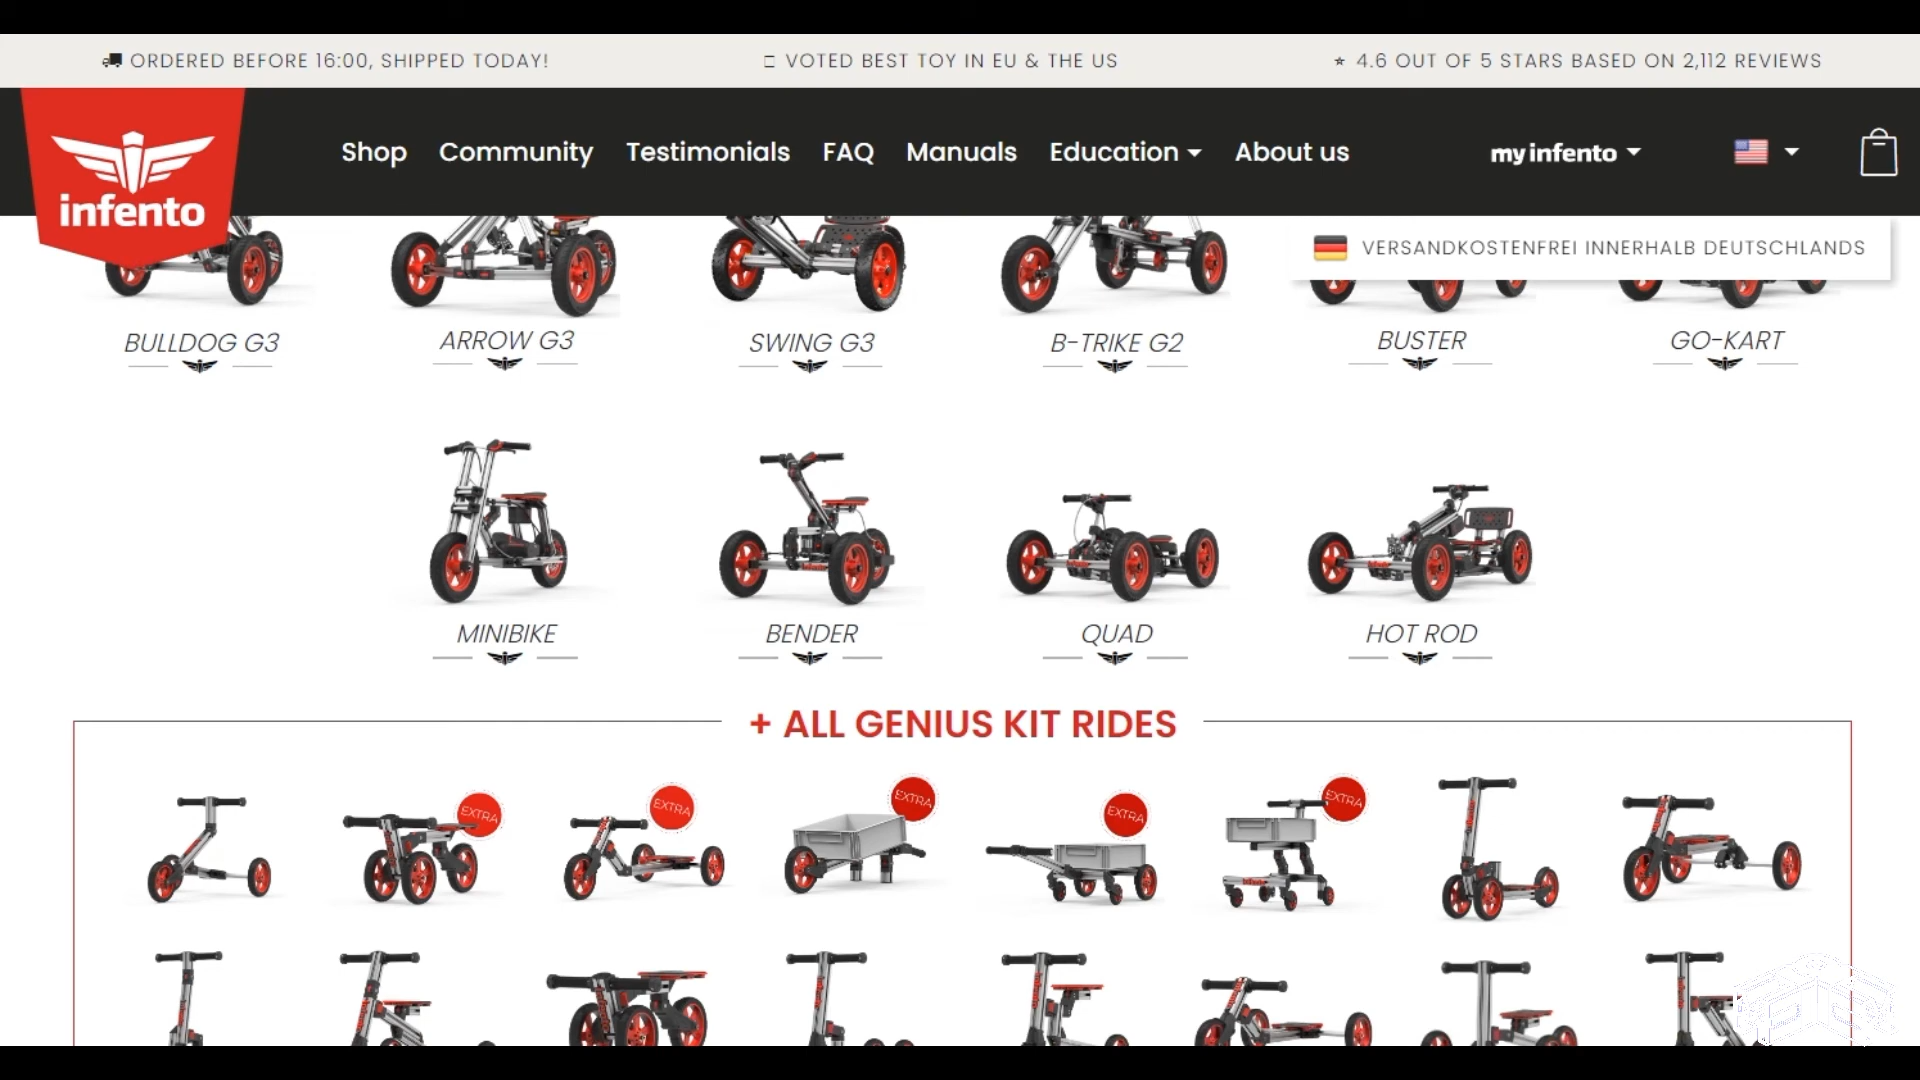 ORDERED BEFORE 16:00, SHIPPED TODAY!
VOTED BEST TOY IN EU & THE US
4.6 OUT OF 5 STARS BASED ON 2,112 REVIEWS
infento
Shop Community Testimonials FAQ Manuals Education About us
my infento
VERSANDKOSTENFREI INNERHALB DEUTSCHLANDS
BULLDOG G3
ARROW G3
SWING G3
B-TRIKE G2
BUSTER
GO-KART
MINIBIKE
BENDER
QUAD
HOT ROD
+ ALL GENIUS KIT RIDES
EXTRA
EXTRA
EXTRA
EXTRA
EXTRA